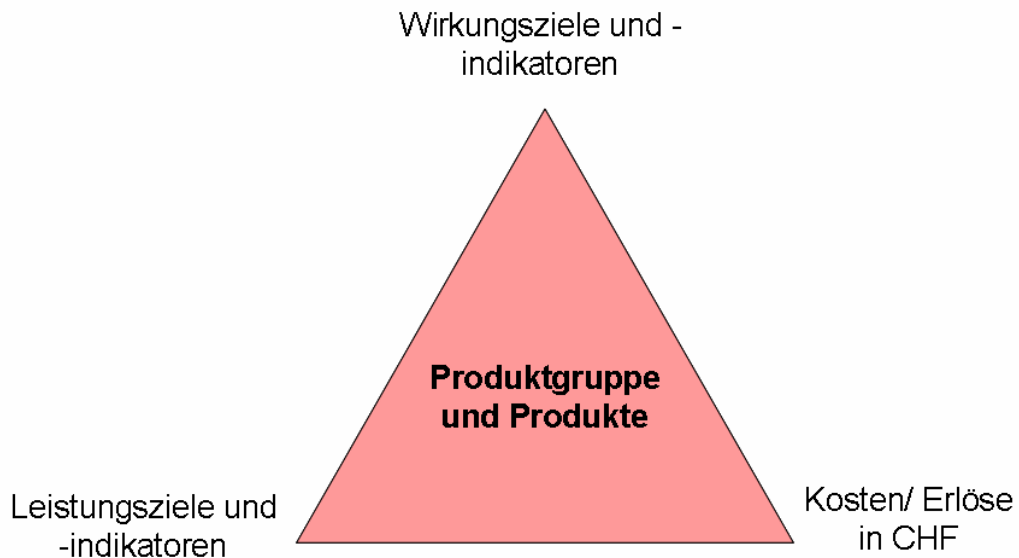 Wirkungsziele und -
indikatoren
Produktgruppe
und Produkte
Leistungsziele und
-indikatoren
Kosten/ Erlöse
in CHF